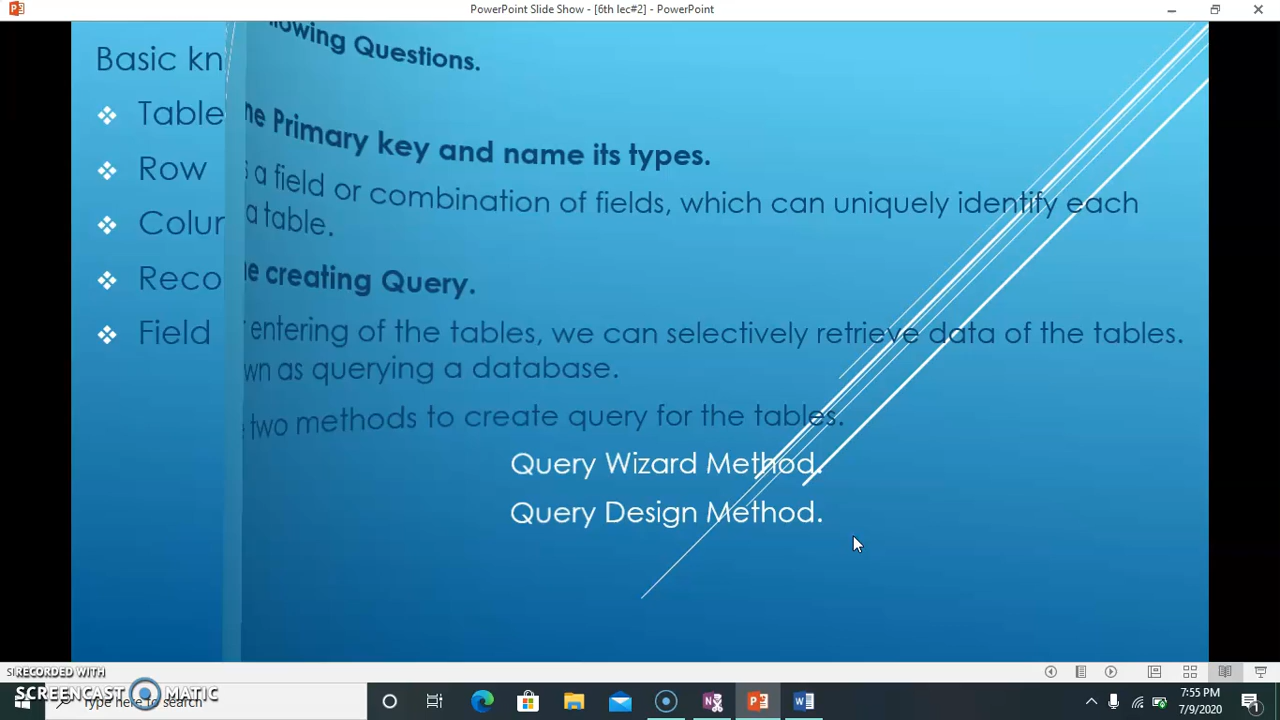 PowerPoint Slide Show - [6th lec#2] - PowerPoint
Basic kn
Table
Row
Colur
Reco
Field
llowing Questions.
ne Primary key and name its types.
s a field or combination of fields, which can uniquely identify each
a table.
e creating Query.
entering of the tables, we can selectively retrieve data of the tables.
wn as querying a database.
two methods to create query for the tables.
Query Wizard Method.
Query Design Method.
RECORDED WITH
SCREENCAST MATIC
to search
7:55 PM
7/9/2020